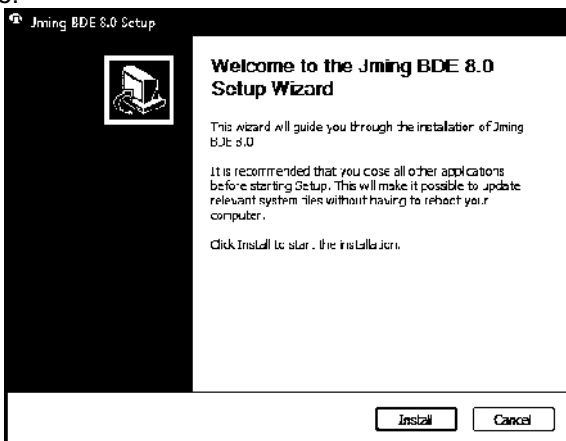 Jming BDE 8.0 Setup
Welcome to the Jming BDE 8.0
Setup Wizard
This wizard will guide you through the installation of Jming
BDE 8.0
It is recommended that you close all other applications
before starting Setup. This will make it possible to update
relevant system files without having to reboot your
computer.
Click Install to start the installation.
Install
Cancel